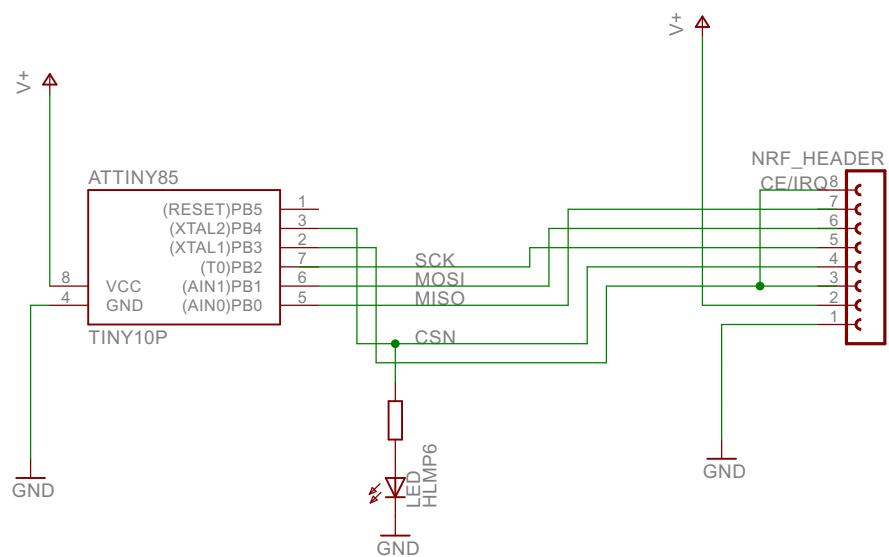 V+
V+
ATTINY85
NRF_HEADER
CE/IRQ
8
(RESET)PB5 1
7
(XTAL2)PB4 3
6
(XTAL1)PB3 2
5
(T0)PB2 7
SCK
4
8 VCC
(AIN1)PB1 6
MOSI
3
4 GND
(AIN0)PB0 5
MISO
2
1
TINY10P
CSN
LED
HLMP6
GND
GND
GND